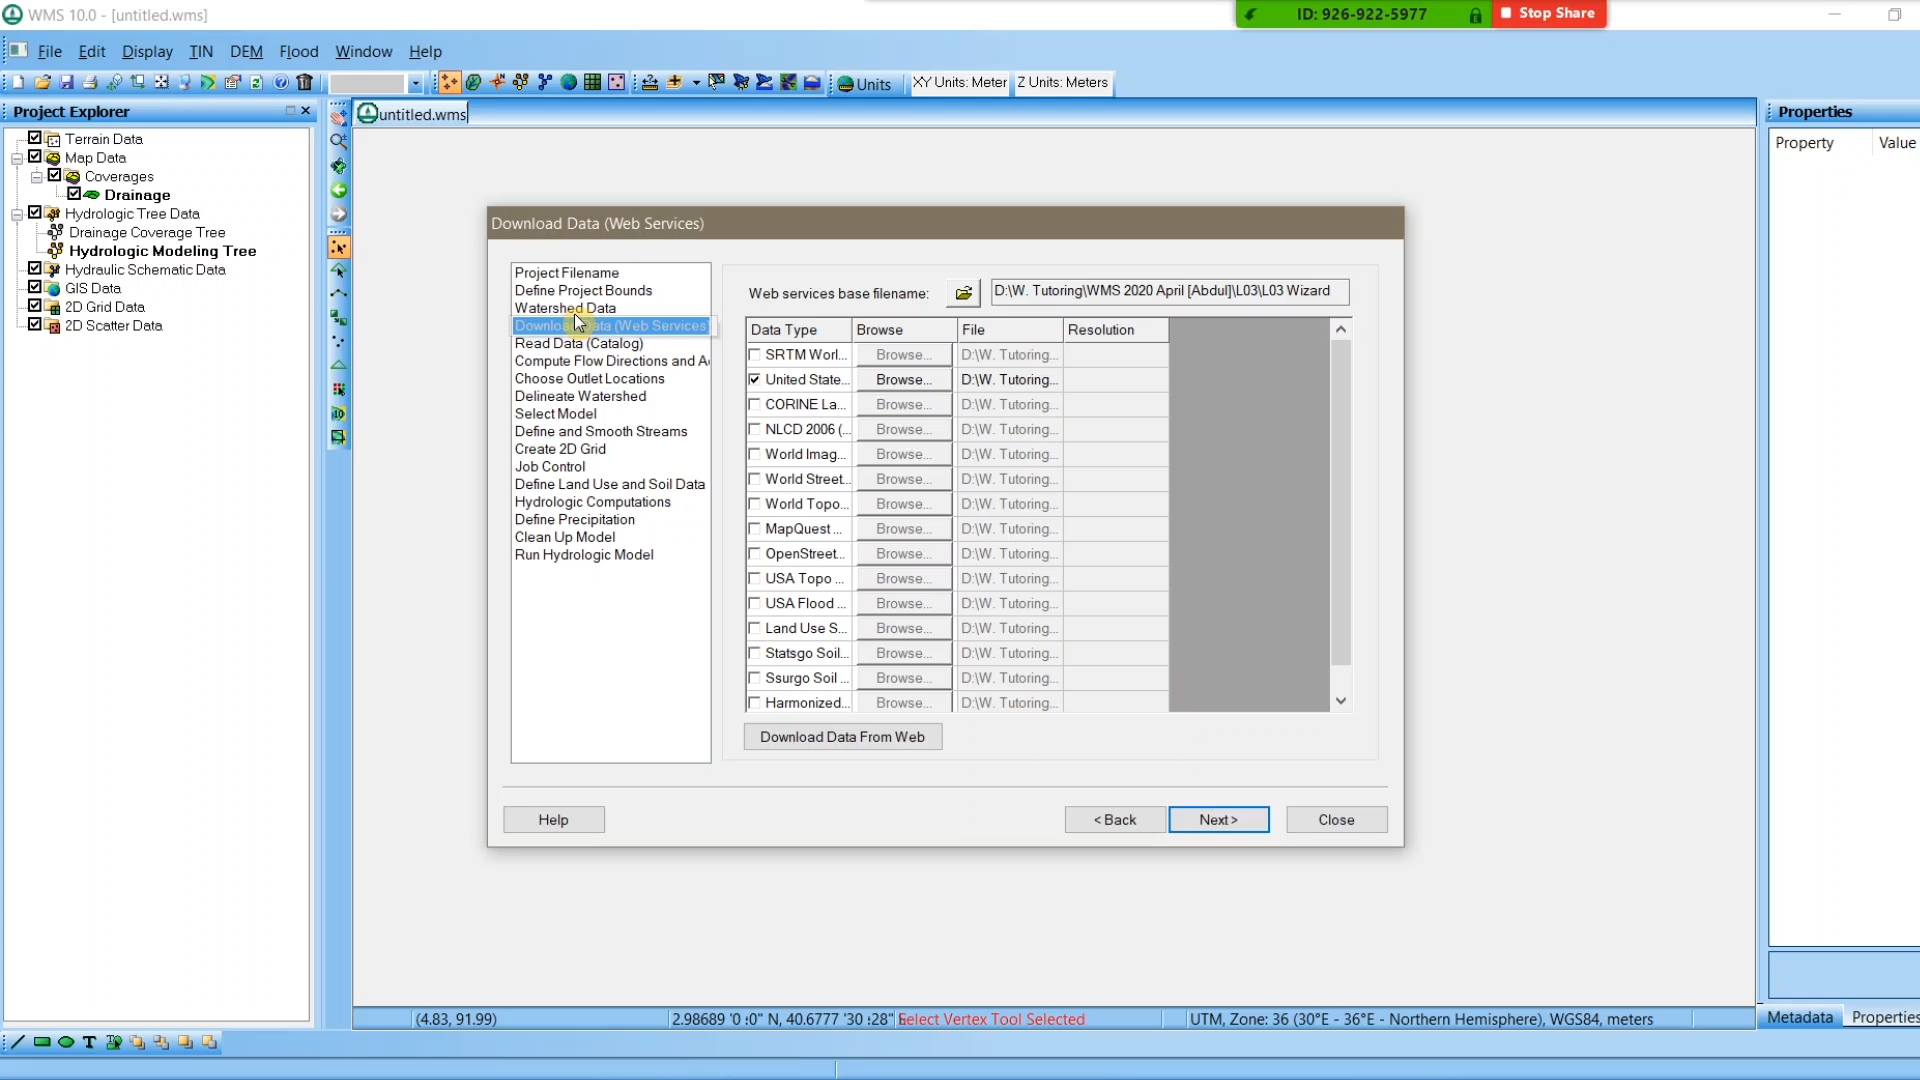 WMS 10.0 - [untitled.wms]
ID: 926-922-5977
Stop Share
File Edit Display TIN DEM Flood Window Help
Units
XY Units: Meter
Z Units: Meters
Project Explorer
Terrain Data
Map Data
Coverages
Drainage
Hydrologic Tree Data
Drainage Coverage Tree
Hydrologic Modeling Tree
Hydraulic Schematic Data
GIS Data
2D Grid Data
2D Scatter Data
untitled.wms
Download Data (Web Services)
Project Filename
Define Project Bounds
Watershed Data
Download Data (Web Services)
Read Data (Catalog)
Compute Flow Directions and A
Choose Outlet Locations
Delineate Watershed
Select Model
Define and Smooth Streams
Create 2D Grid
Job Control
Define Land Use and Soil Data
Hydrologic Computations
Define Precipitation
Clean Up Model
Run Hydrologic Model
Web services base filename:
D:\W. Tutoring\WMS 2020 April [Abdul]\L03\L03 Wizard
Data Type Browse File Resolution
SRTM Worl... Browse... D:\W. Tutoring...
United State... Browse... D:\W. Tutoring...
CORINE La... Browse... D:\W. Tutoring...
NLCD 2006 (... Browse... D:\W. Tutoring...
World Imag... Browse... D:\W. Tutoring...
World Street... Browse... D:\W. Tutoring...
World Topo... Browse... D:\W. Tutoring...
MapQuest ... Browse... D:\W. Tutoring...
OpenStreet... Browse... D:\W. Tutoring...
USA Topo ... Browse... D:\W. Tutoring...
USA Flood ... Browse... D:\W. Tutoring...
Land Use S... Browse... D:\W. Tutoring...
Statsgo Soil... Browse... D:\W. Tutoring...
Ssurgo Soil ... Browse... D:\W. Tutoring...
Harmonized... Browse... D:\W. Tutoring...
Download Data From Web
Help
< Back
Next >
Close
Properties
Property Value
(4.83, 91.99)
2.98689 '0 :0" N, 40.6777 '30 :28"
Select Vertex Tool Selected
UTM, Zone: 36 (30°E - 36°E - Northern Hemisphere), WGS84, meters
Metadata Properties